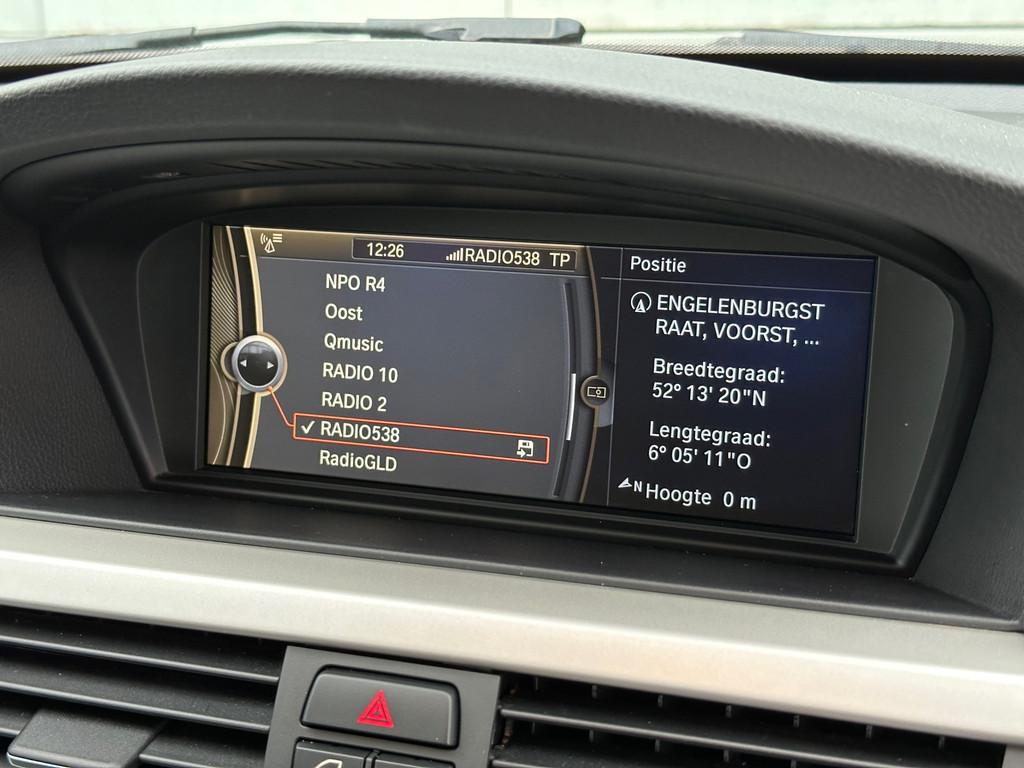 12:26 RADIO538 TP
NPO R4
Oost
Qmusic
RADIO 10
RADIO 2
✓ RADIO538
RadioGLD
Positie
ENGELENBURGST
RAAT, VOORST, ...
Breedtegraad:
52° 13' 20"N
Lengtegraad:
6° 05' 11"O
N Hoogte 0 m